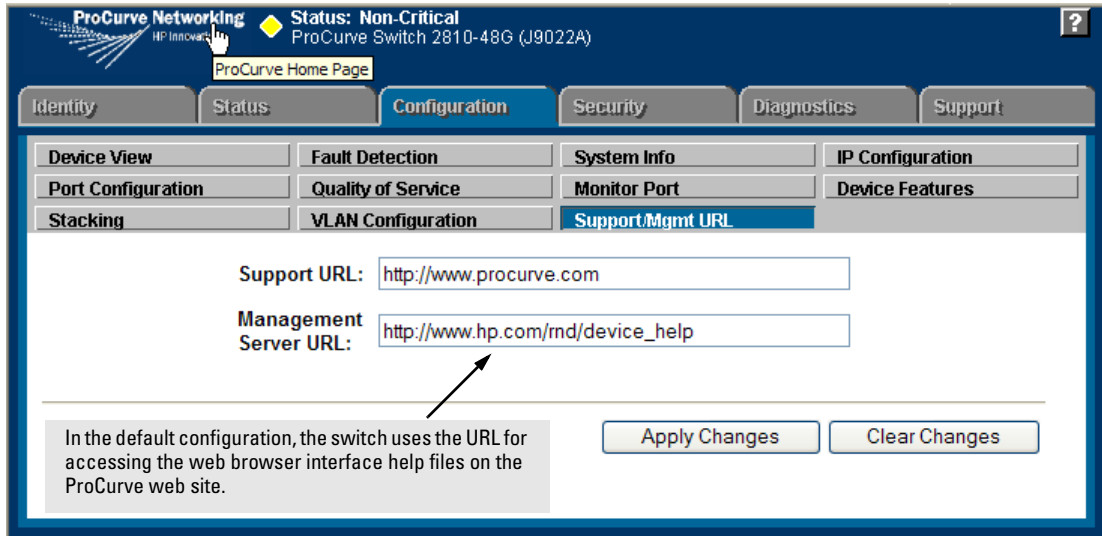 ProCurve Networking
HP Innovat
Status: Non-Critical
ProCurve Switch 2810-48G (J9022A)
?
ProCurve Home Page
Identity
Status
Configuration
Security
Diagnostics
Support
Device View
Fault Detection
System Info
IP Configuration
Port Configuration
Quality of Service
Monitor Port
Device Features
Stacking
VLAN Configuration
Support/Mgmt URL
Support URL:
http://www.procurve.com
Management
Server URL:
http://www.hp.com/rnd/device_help
In the default configuration, the switch uses the URL for
accessing the web browser interface help files on the
ProCurve web site.
Apply Changes
Clear Changes